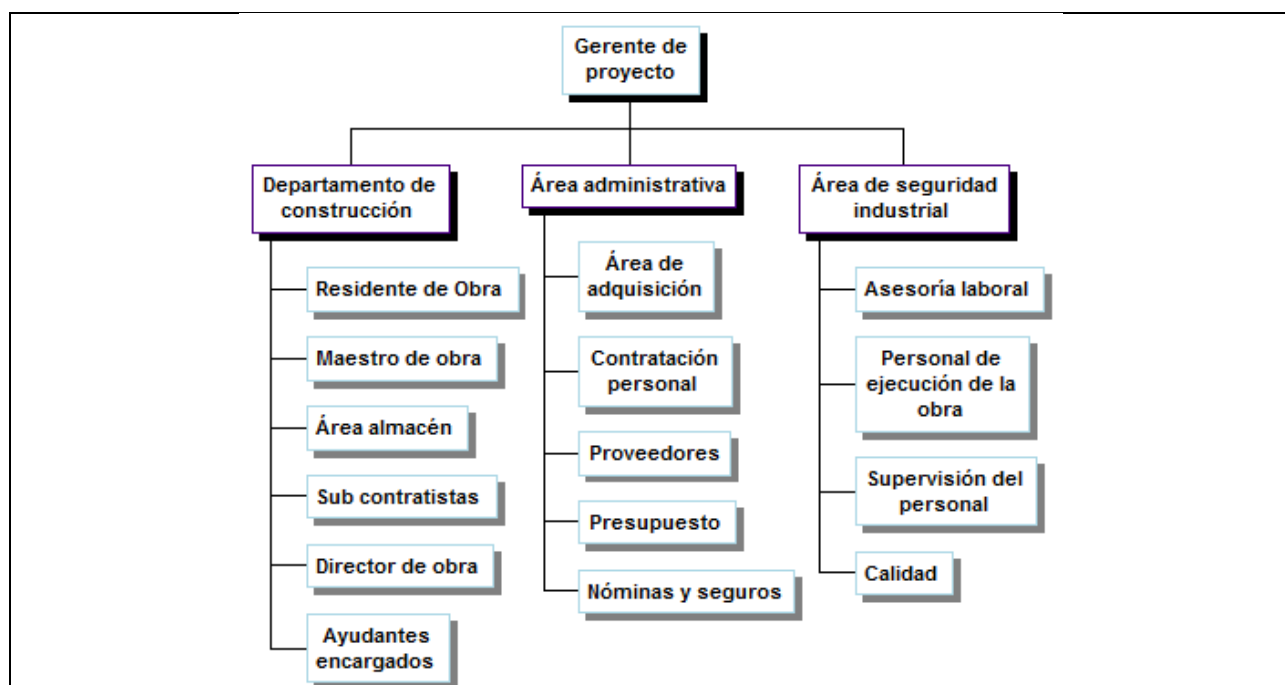 Gerente de
proyecto
Departamento de
construcción
Residente de Obra
Maestro de obra
Área almacén
Sub contratistas
Director de obra
Ayudantes
encargados
Área administrativa
Área de
adquisición
Contratación
personal
Proveedores
Presupuesto
Nóminas y seguros
Área de seguridad
industrial
Asesoría laboral
Personal de
ejecución de la
obra
Supervisión del
personal
Calidad